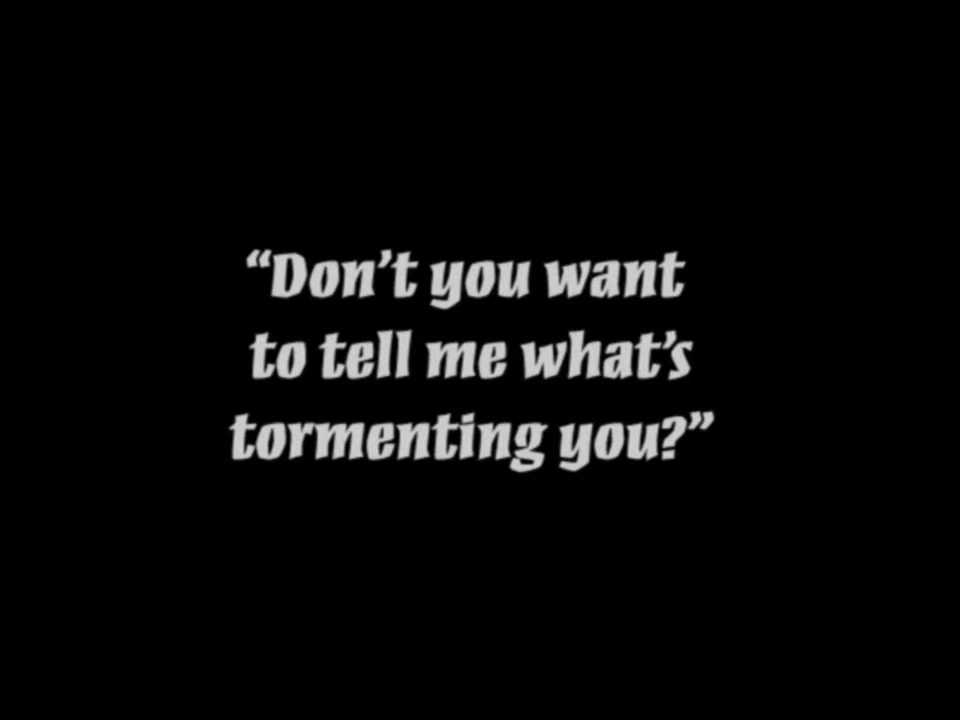 “Don’t you want
to tell me what’s
tormenting you?”